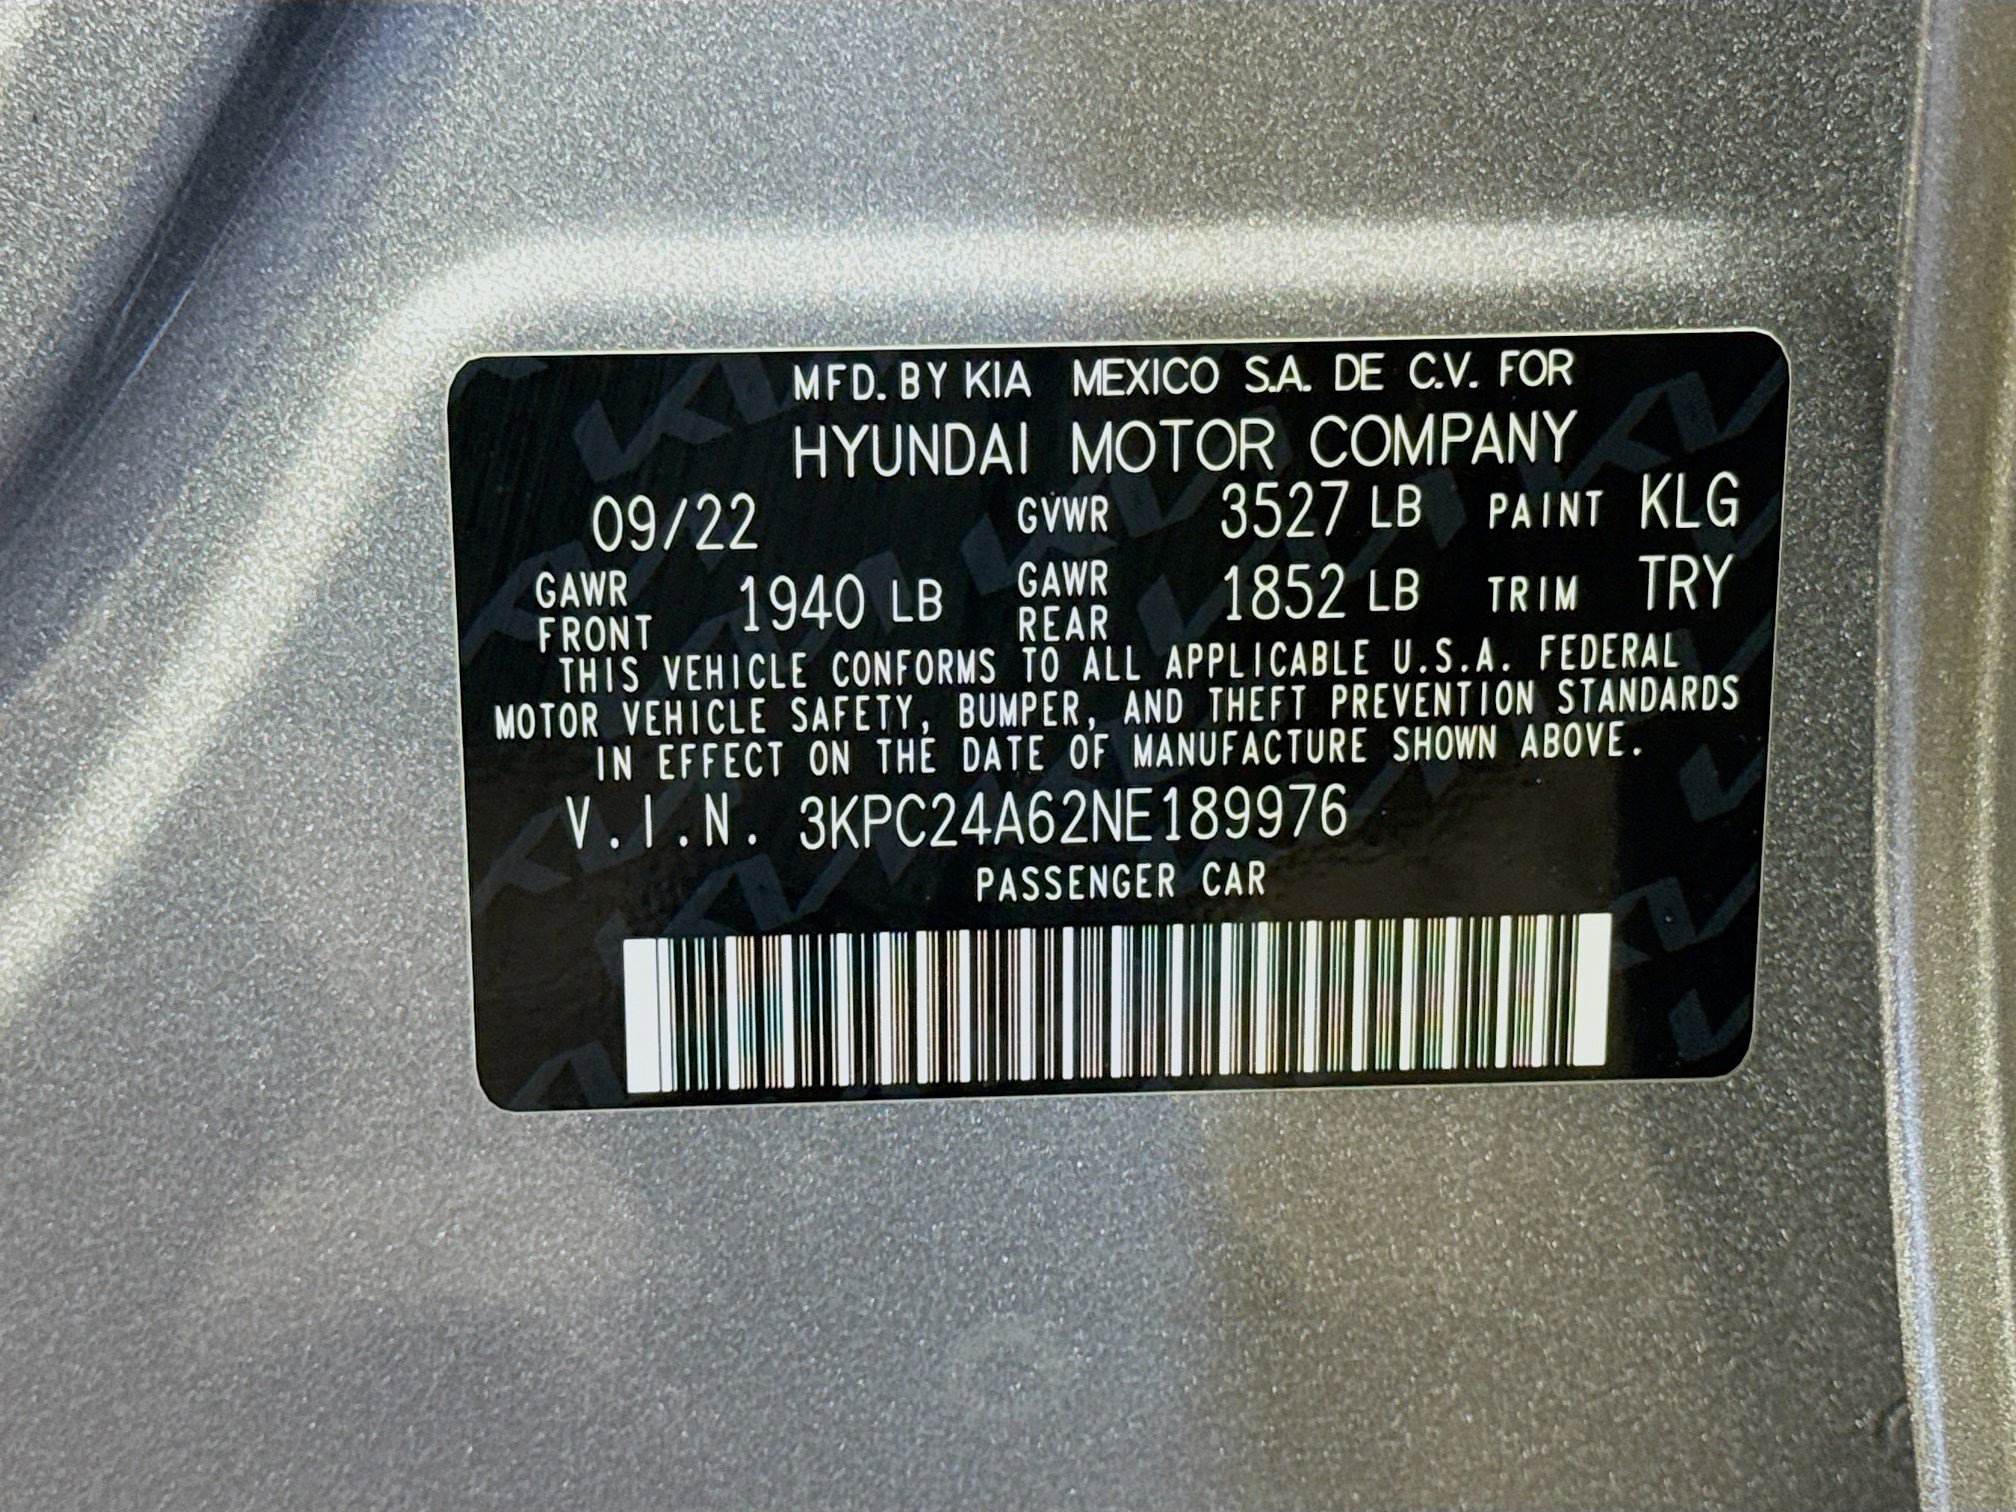 MFD. BY KIA MEXICO S.A. DE C.V. FOR
HYUNDAI MOTOR COMPANY
09/22 GVWR 3527 LB PAINT KLG
GAWR FRONT 1940 LB GAWR REAR 1852 LB TRIM TRY
THIS VEHICLE CONFORMS TO ALL APPLICABLE U.S.A. FEDERAL
MOTOR VEHICLE SAFETY, BUMPER, AND THEFT PREVENTION STANDARDS
IN EFFECT ON THE DATE OF MANUFACTURE SHOWN ABOVE.
V.I.N. 3KPC24A62NE189976
PASSENGER CAR